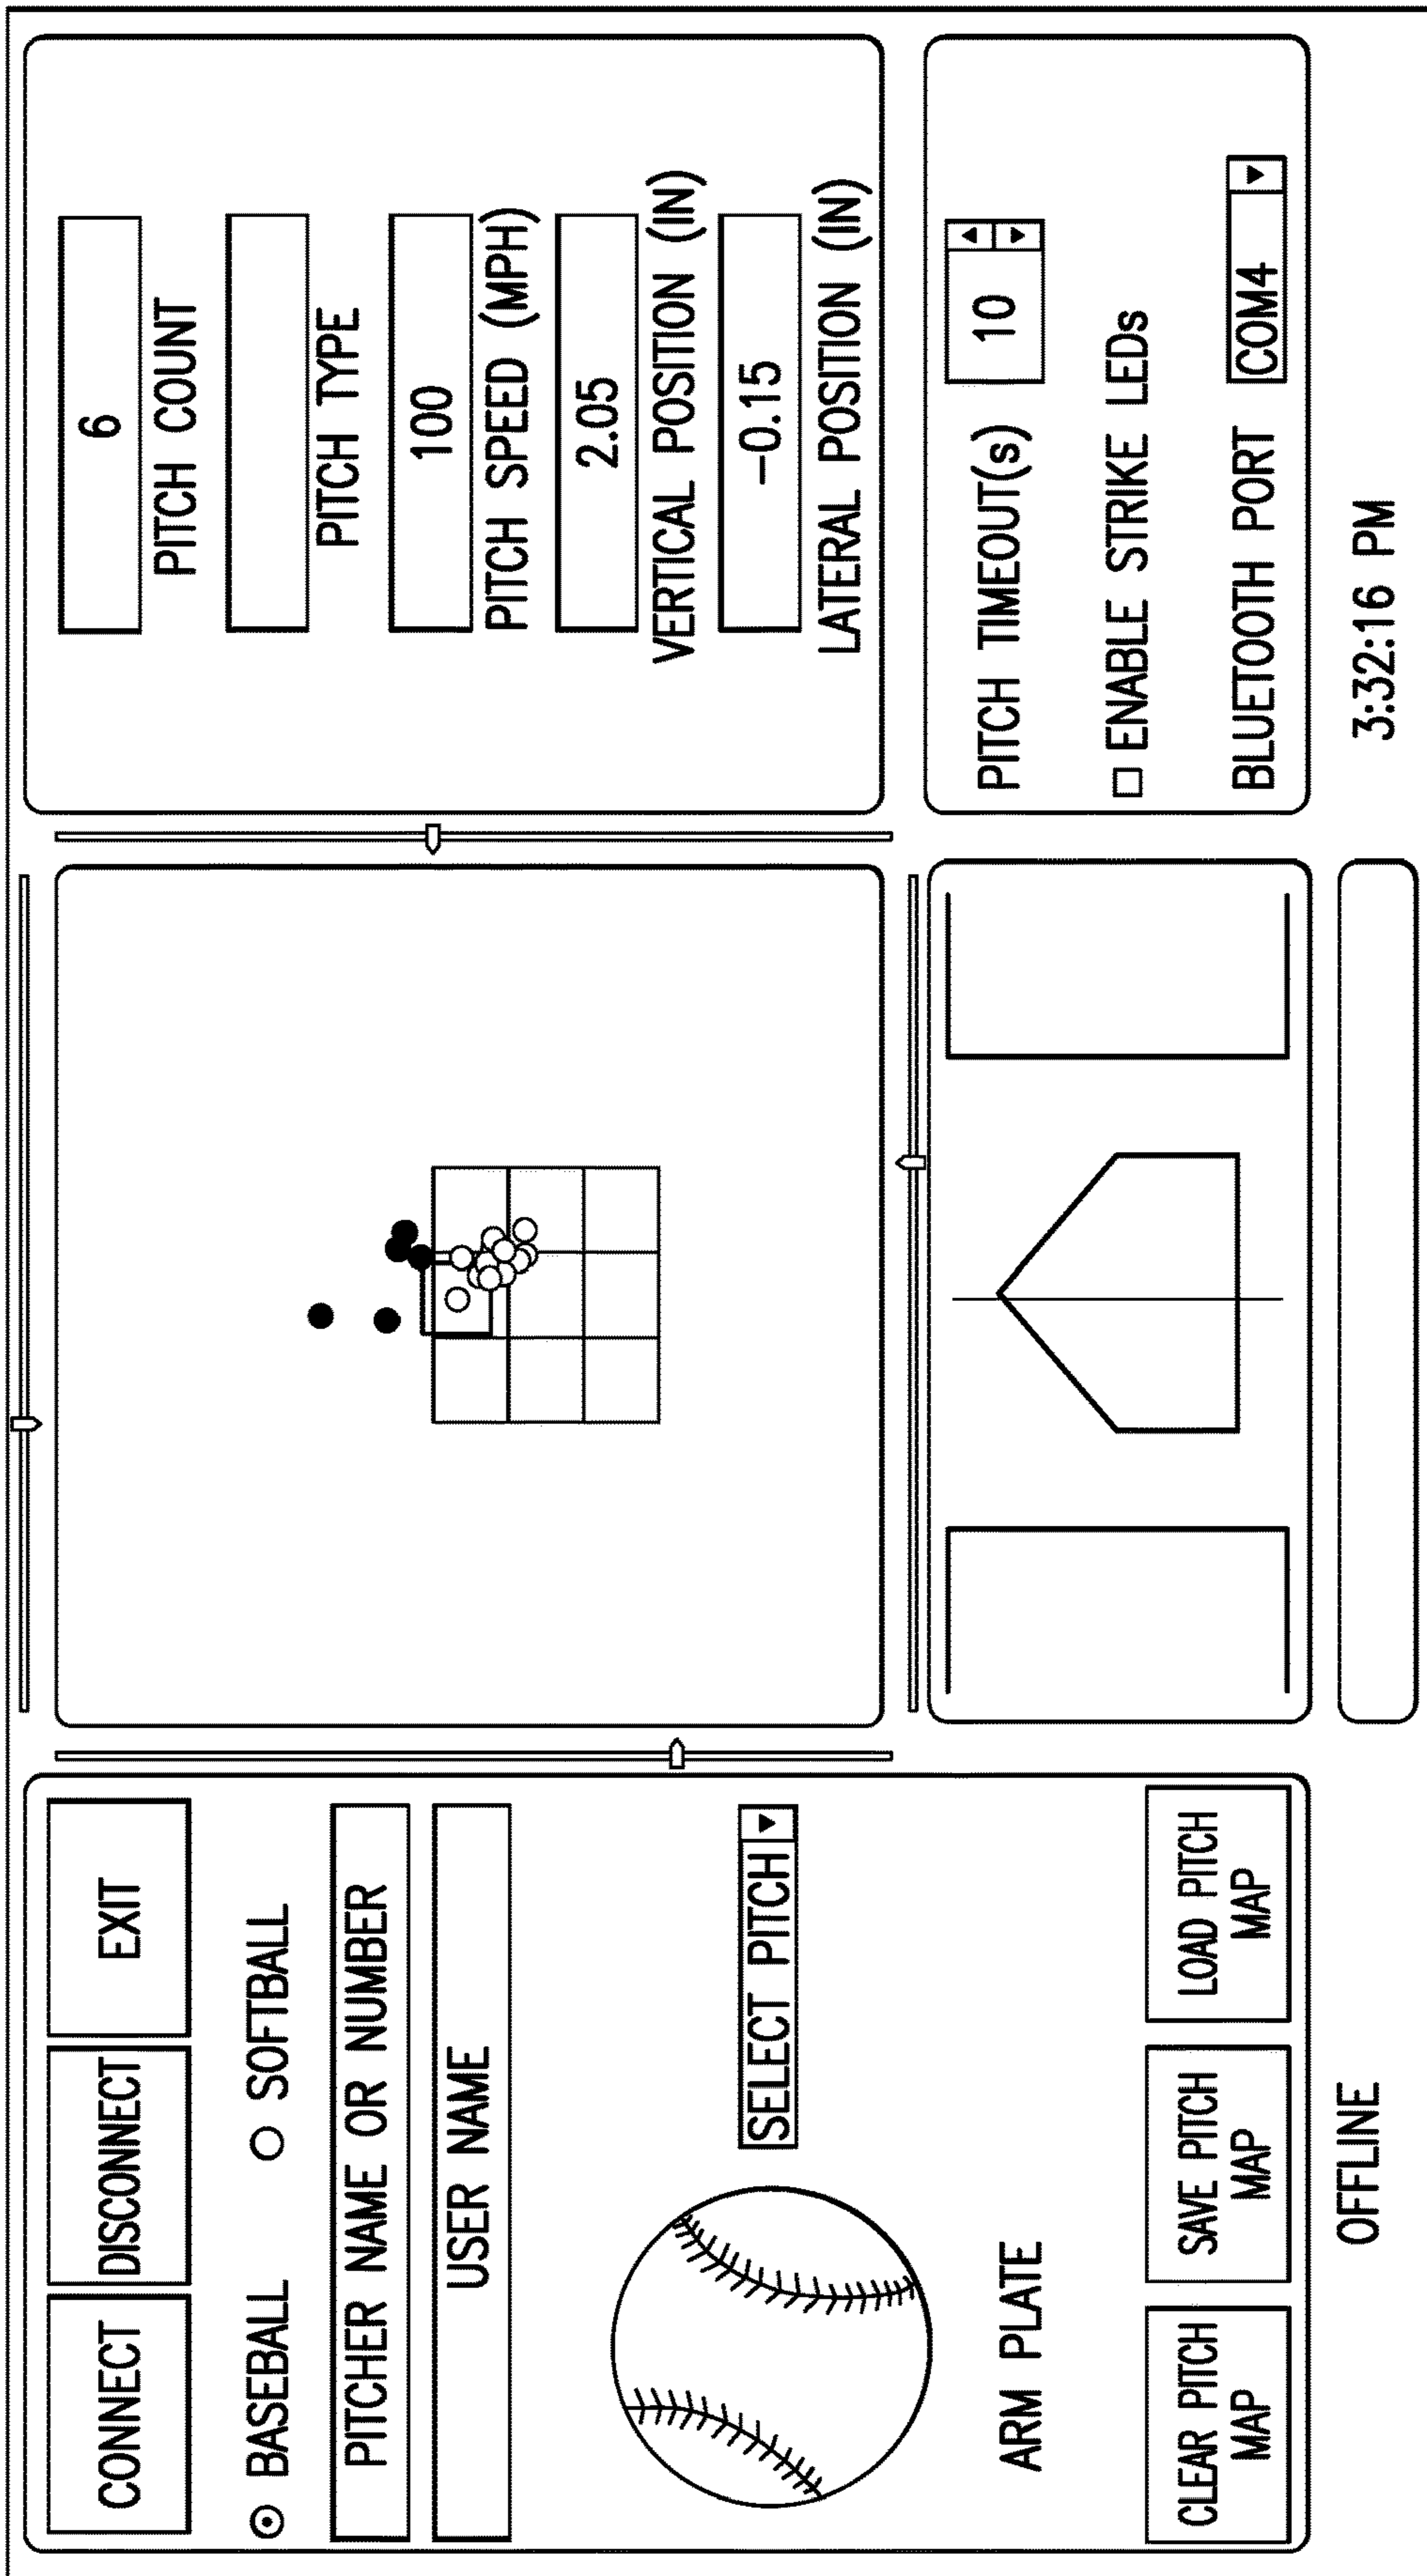 CONNECT
DISCONNECT
EXIT
BASEBALL
SOFTBALL
PITCHER NAME OR NUMBER
USER NAME
SELECT PITCH
ARM PLATE
CLEAR PITCH
MAP
SAVE PITCH
MAP
LOAD PITCH
MAP
OFFLINE
6
PITCH COUNT
PITCH TYPE
100
PITCH SPEED (MPH)
2.05
VERTICAL POSITION (IN)
-0.15
LATERAL POSITION (IN)
PITCH TIMEOUT(s) 10
ENABLE STRIKE LEDs
BLUETOOTH PORT COM4
3:32:16 PM